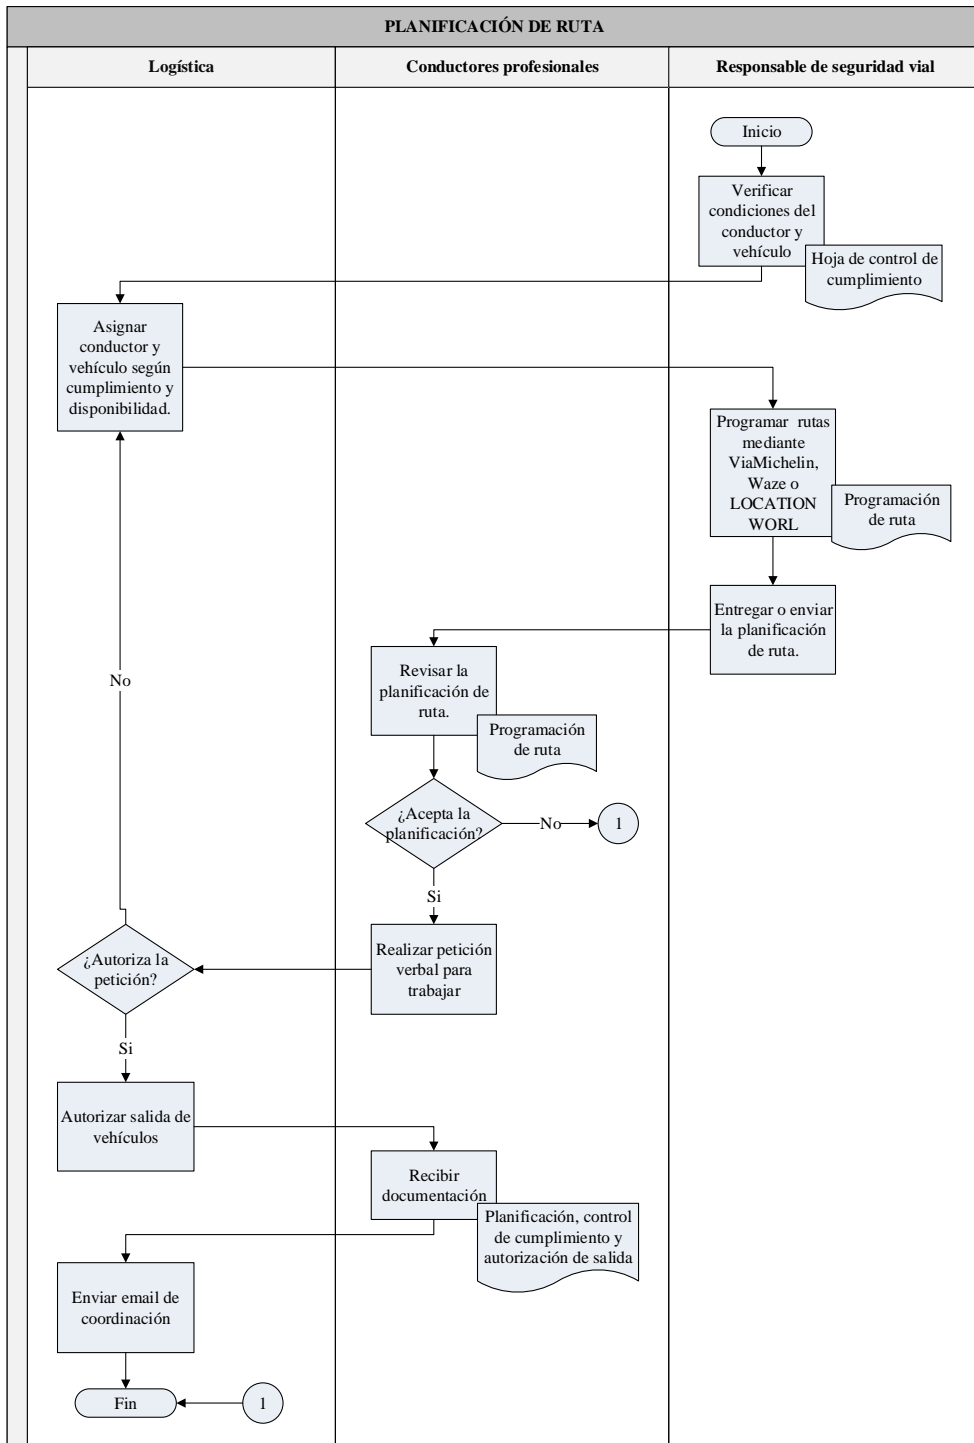 PLANIFICACIÓN DE RUTA
Logística
Conductores profesionales
Responsable de seguridad vial
Inicio
Verificar
condiciones del
conductor y
vehículo
Hoja de control de
cumplimiento
Asignar
conductor y
vehículo según
cumplimiento y
disponibilidad.
Programar rutas
mediante
ViaMichelin,
Waze o
LOCATION
WORL
Programación
de ruta
Entregar o enviar
la planificación
de ruta.
Revisar la
planificación de
ruta.
Programación
de ruta
No
¿Acepta la
planificación?
No
1
Si
Realizar petición
verbal para
trabajar
¿Autoriza la
petición?
Si
Autorizar salida de
vehículos
Recibir
documentación
Planificación, control
de cumplimiento y
autorización de salida
Enviar email de
coordinación
Fin
1